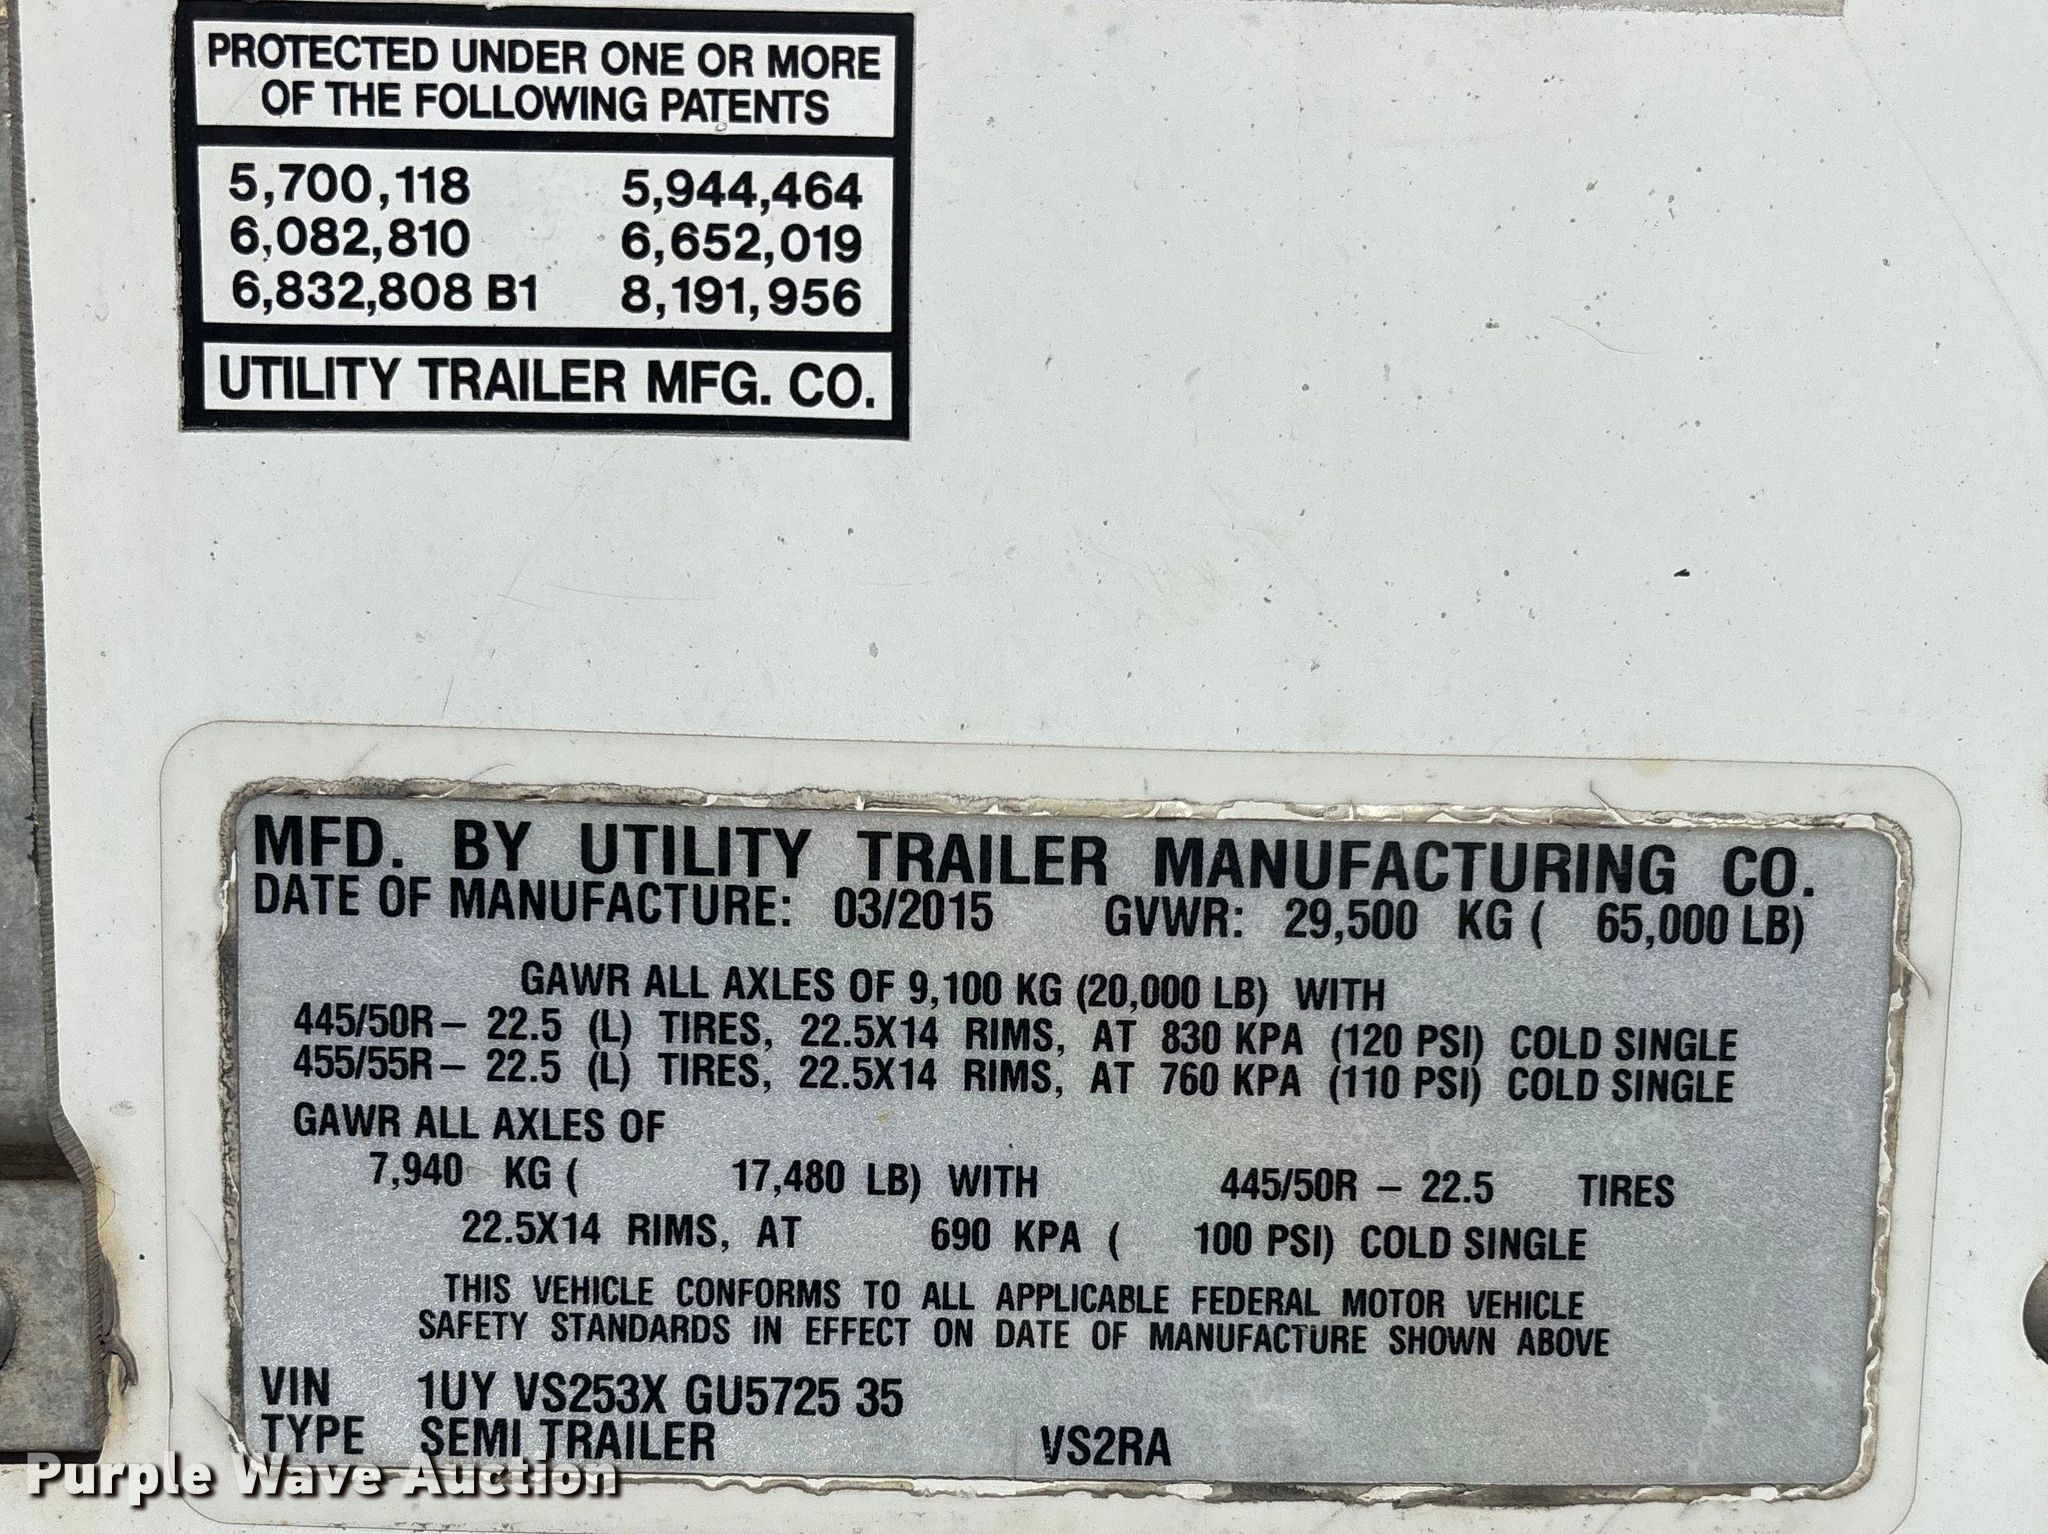 PROTECTED UNDER ONE OR MORE
OF THE FOLLOWING PATENTS
5,700,118 5,944,464
6,082,810 6,652,019
6,832,808 B1 8,191,956
UTILITY TRAILER MFG. CO.
MFD. BY UTILITY TRAILER MANUFACTURING CO.
DATE OF MANUFACTURE: 03/2015 GVWR: 29,500 KG ( 65,000 LB)
GAWR ALL AXLES OF 9,100 KG (20,000 LB) WITH
445/50R – 22.5 (L) TIRES, 22.5X14 RIMS, AT 830 KPA (120 PSI) COLD SINGLE
455/55R – 22.5 (L) TIRES, 22.5X14 RIMS, AT 760 KPA (110 PSI) COLD SINGLE
GAWR ALL AXLES OF
7,940 KG ( 17,480 LB) WITH 445/50R – 22.5 TIRES
22.5X14 RIMS, AT 690 KPA ( 100 PSI) COLD SINGLE
THIS VEHICLE CONFORMS TO ALL APPLICABLE FEDERAL MOTOR VEHICLE
SAFETY STANDARDS IN EFFECT ON DATE OF MANUFACTURE SHOWN ABOVE
VIN 1UY VS253X GU5725 35
TYPE SEMI TRAILER VS2RA
Purple Wave Auction